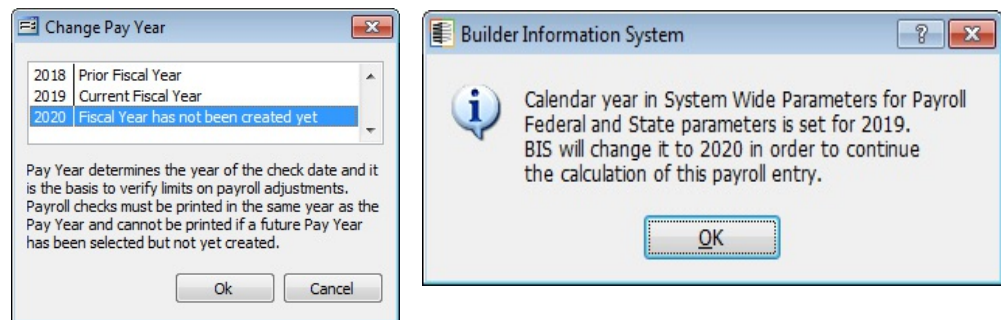 Change Pay Year
2018 Prior Fiscal Year
2019 Current Fiscal Year
2020 Fiscal Year has not been created yet
Pay Year determines the year of the check date and it
is the basis to verify limits on payroll adjustments.
Payroll checks must be printed in the same year as the
Pay Year and cannot be printed if a future Pay Year
has been selected but not yet created.
Ok Cancel
Builder Information System
Calendar year in System Wide Parameters for Payroll
Federal and State parameters is set for 2019.
BIS will change it to 2020 in order to continue
the calculation of this payroll entry.
OK